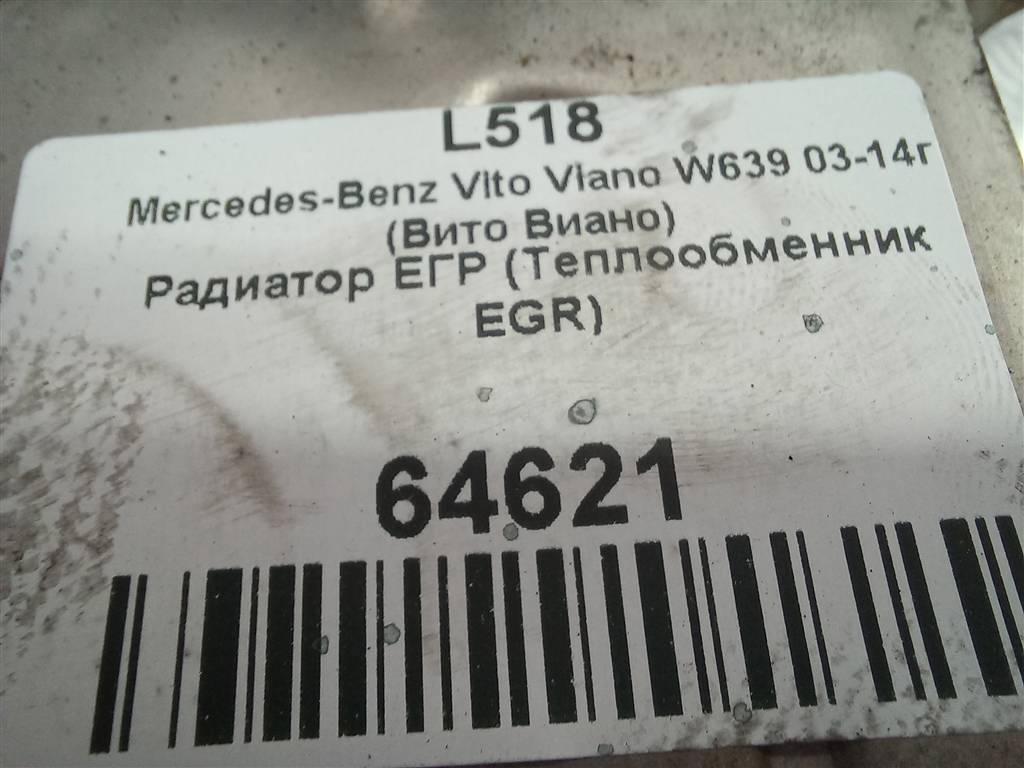 L518
Mercedes-Benz Vito Viano W639 03-14г
(Вито Виано)
Радиатор ЕГР (Теплообменник
EGR)
64621